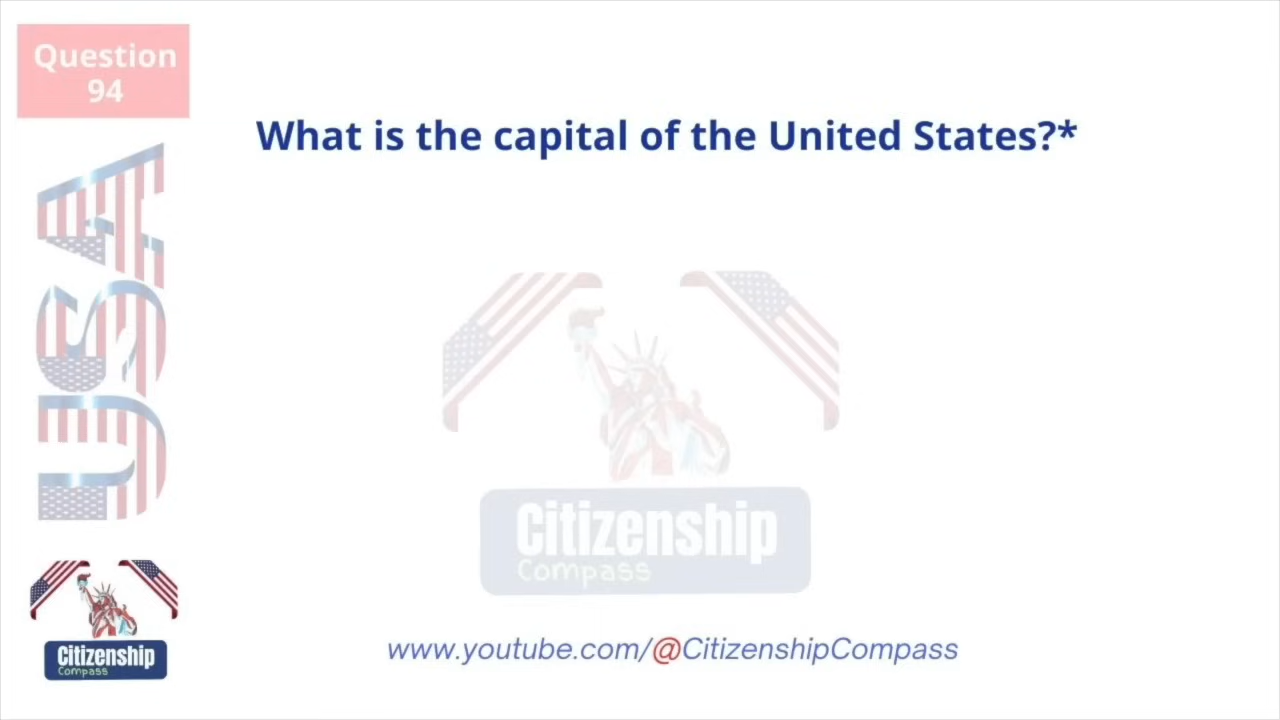 Question
94
What is the capital of the United States?*
USA
Citizenship
Compass
Citizenship
Compass
www.youtube.com/@CitizenshipCompass